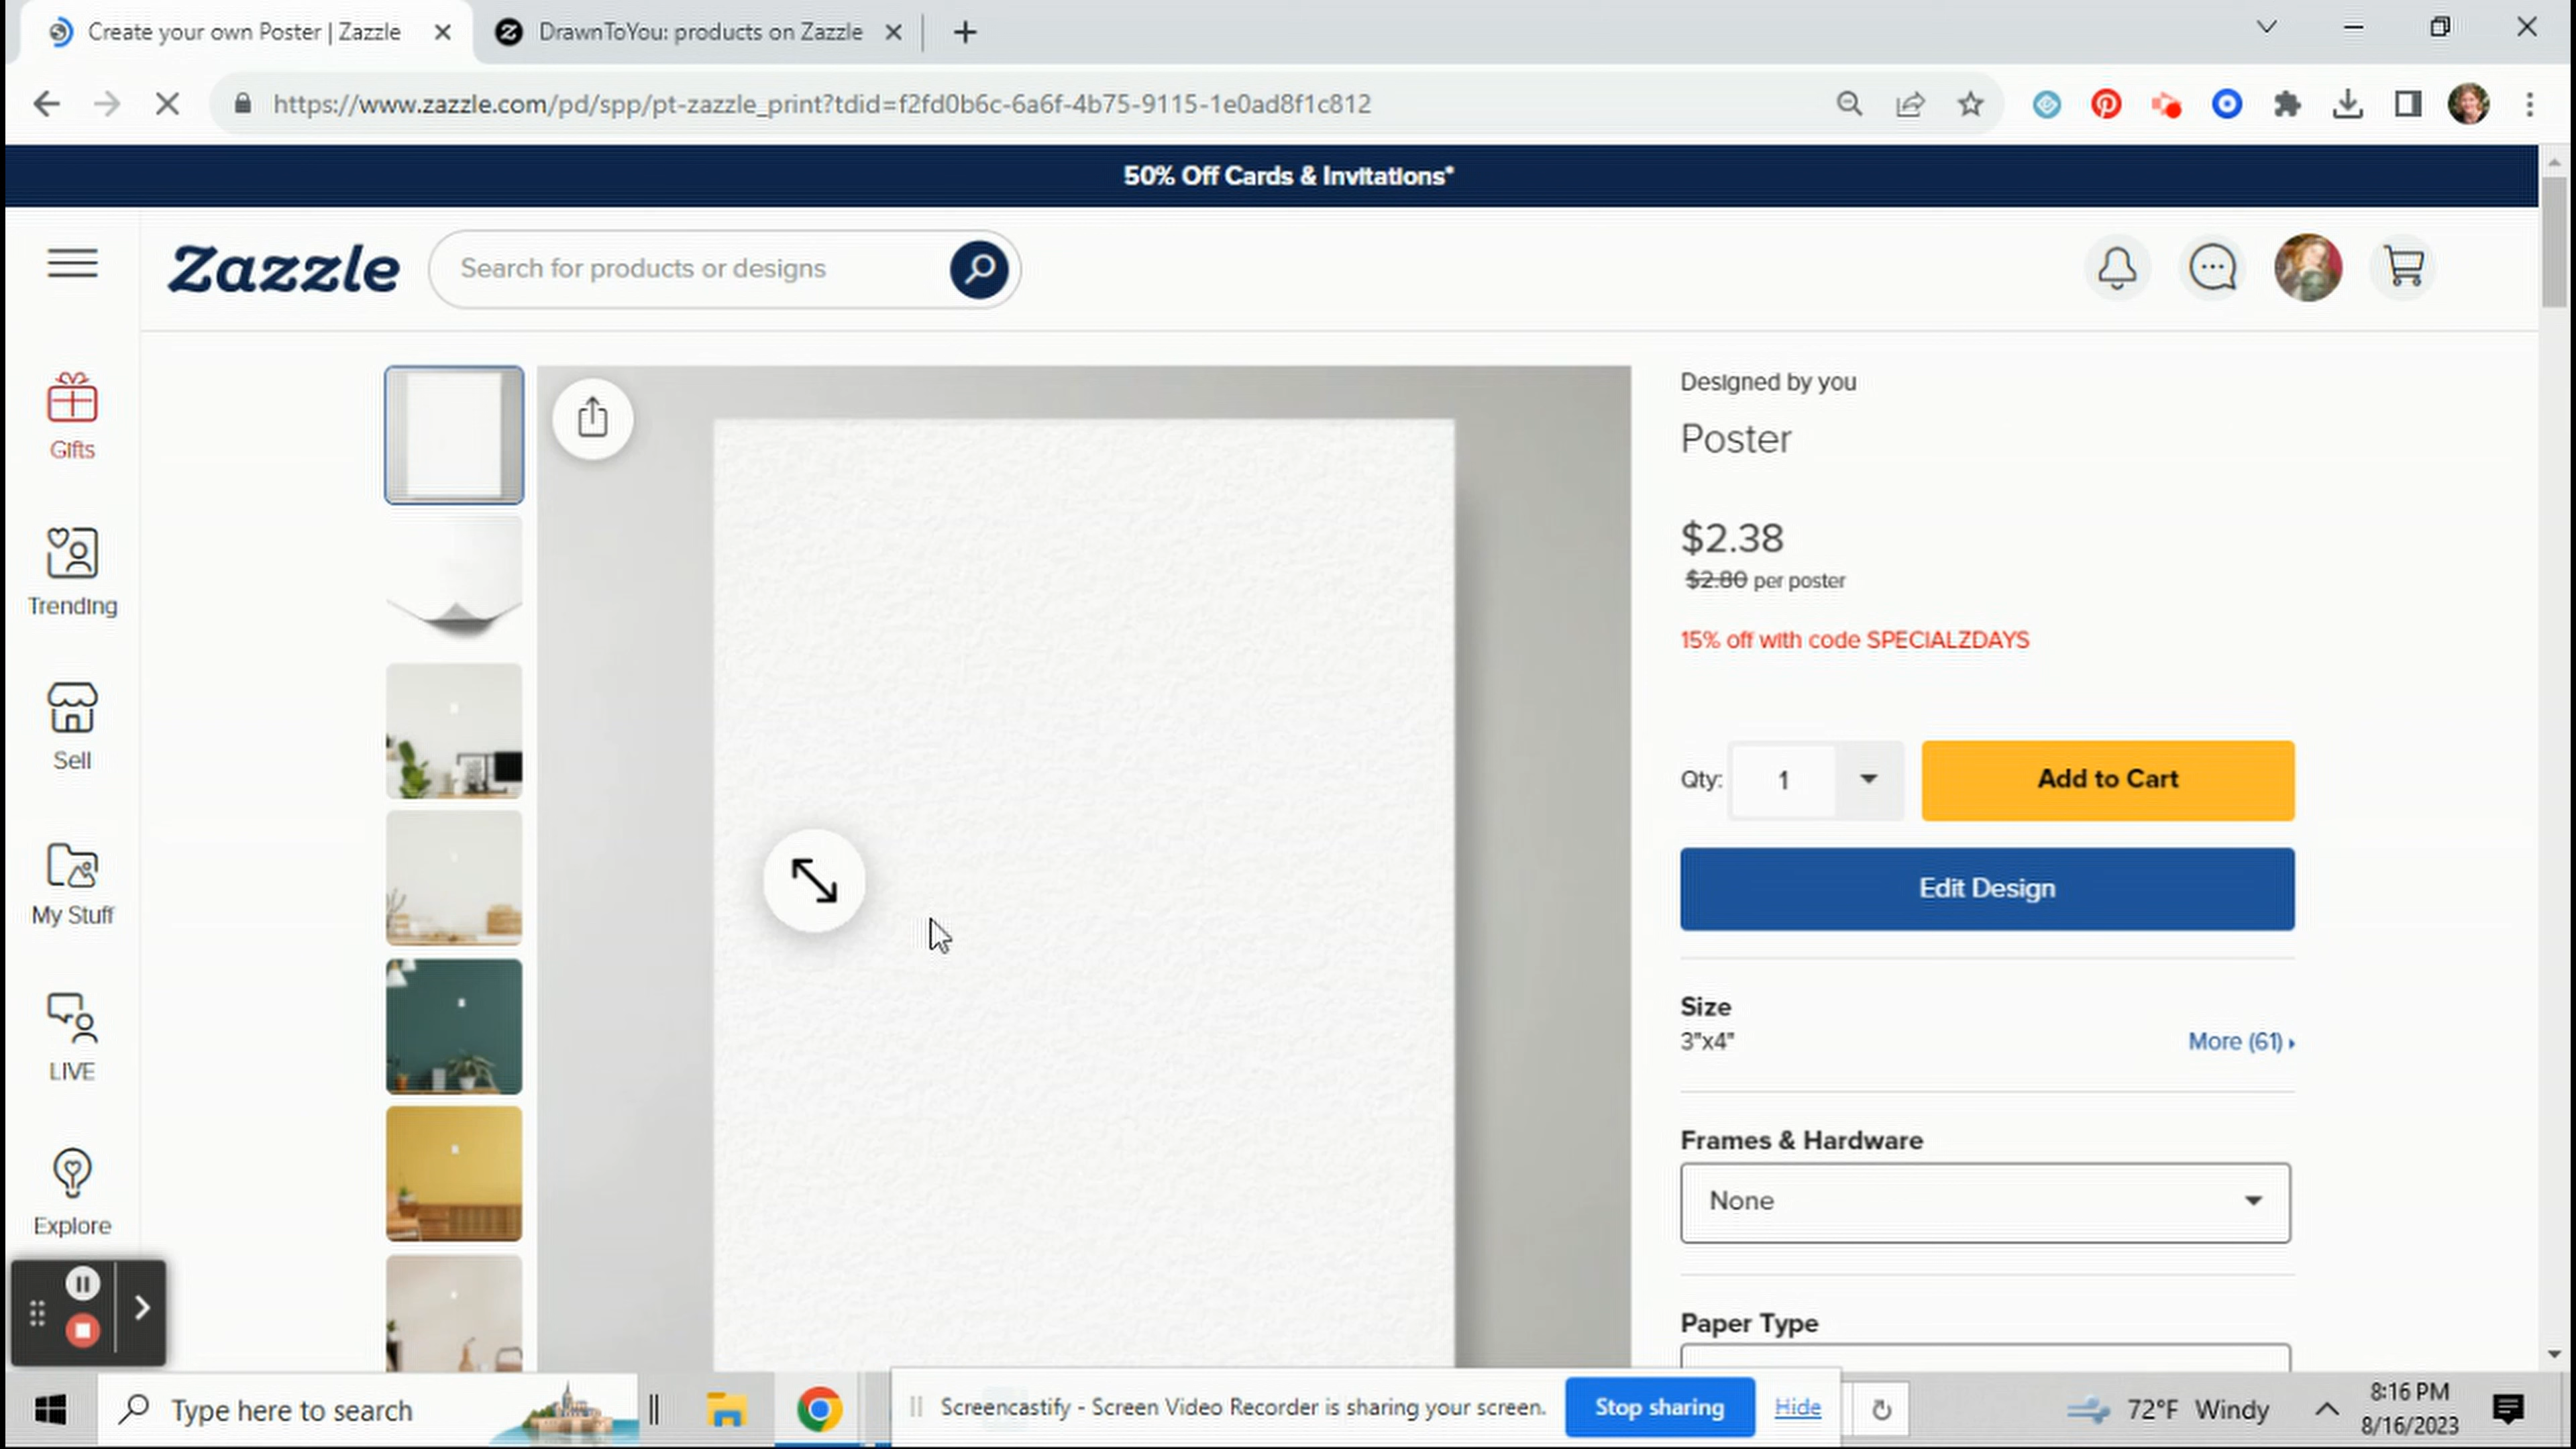 Create your own Poster | Zazzle
DrawnToYou: products on Zazzle
https://www.zazzle.com/pd/spp/pt-zazzle_print?tdid=f2fd0b6c-6a6f-4b75-9115-1e0ad8f1c812
50% Off Cards & Invitations*
Zazzle
Search for products or designs
Gifts
Trending
Sell
My Stuff
LIVE
Explore
Designed by you
Poster
$2.38
$2.80 per poster
15% off with code SPECIALZDAYS
Qty: 1
Add to Cart
Edit Design
Size
3"x4"
More (61)
Frames & Hardware
None
Paper Type
Type here to search
Screencastify - Screen Video Recorder is sharing your screen.
Stop sharing
Hide
72°F Windy
8:16 PM
8/16/2023